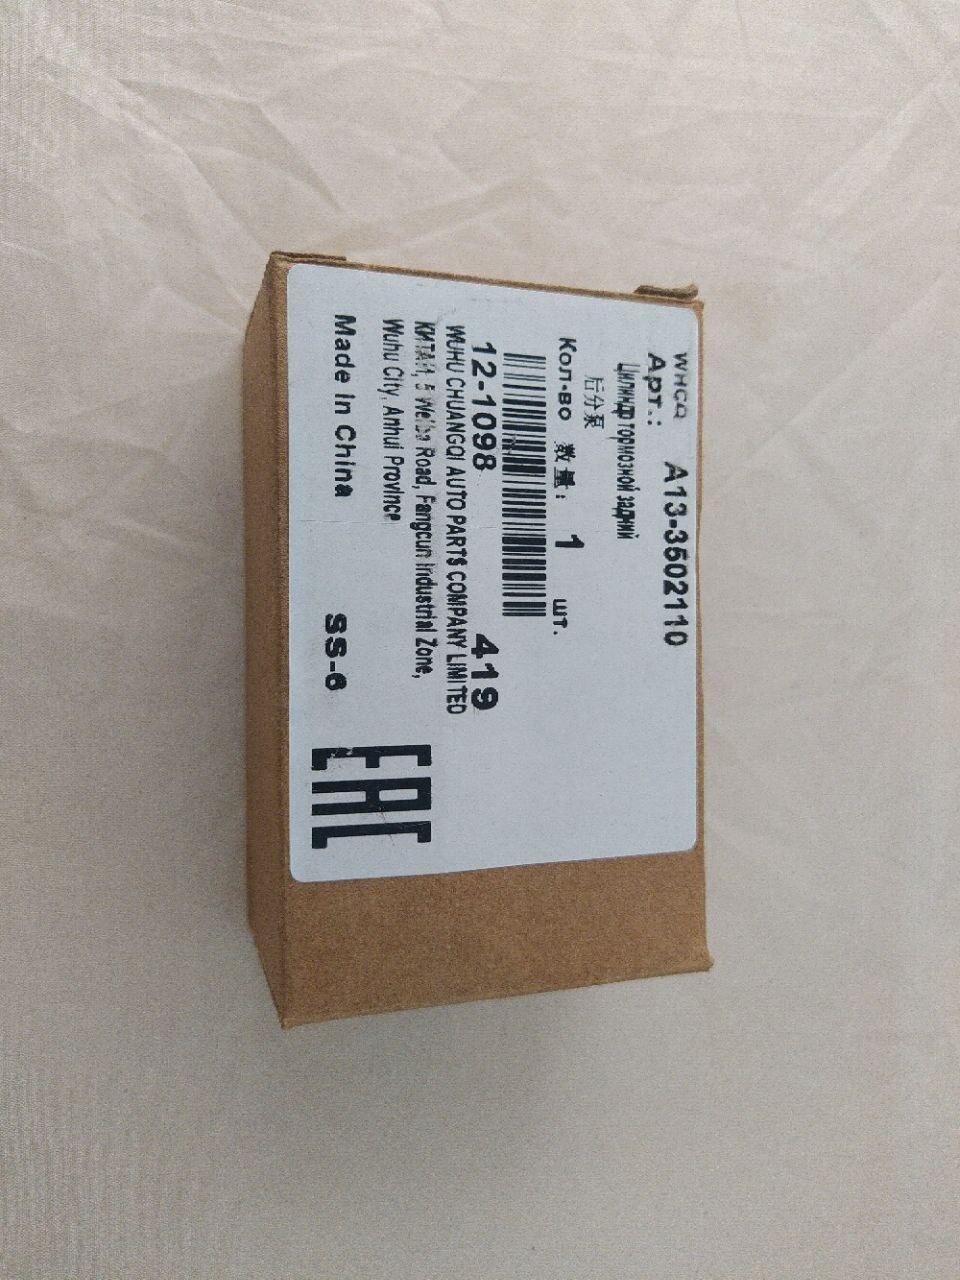 WHCQ
Арт.: A13-3502110
Цилиндр тормозной задний
后分泵
Кол-во 数量: 1 шт.
12-1098 419
WUHU CHUANGQI AUTO PARTS COMPANY LIMITED
КИТАЙ, 5 Weiba Road, Fangcun Industrial Zone,
Wuhu City, Anhui Province
Made in China SS-6
EAC